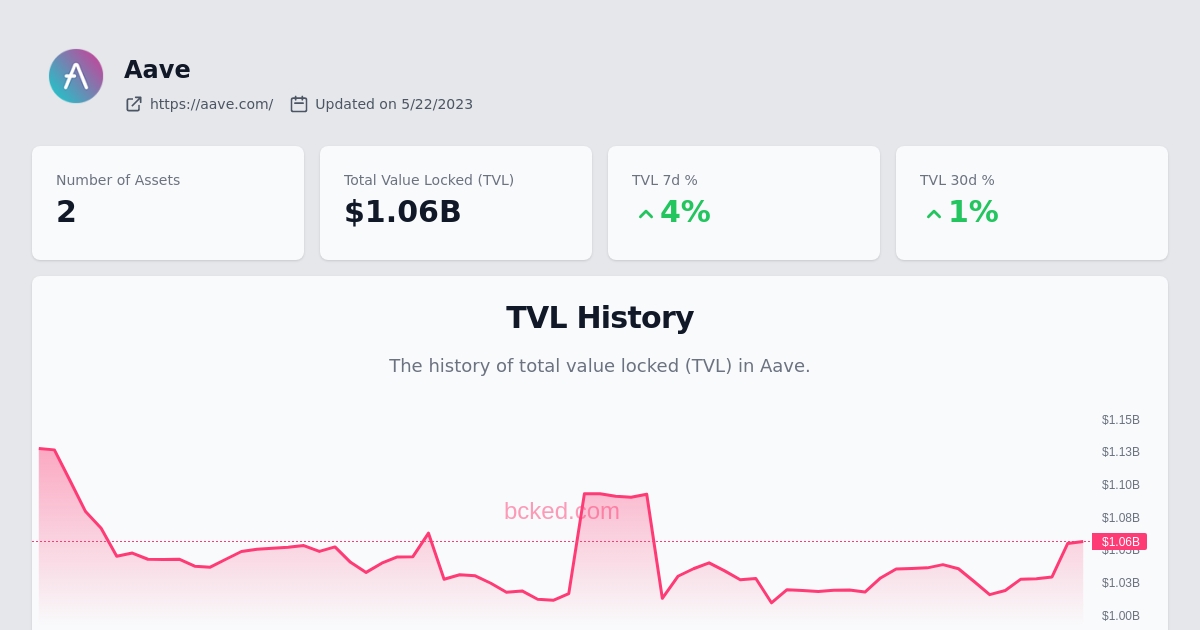 Aave
https://aave.com/ Updated on 5/22/2023
Number of Assets
2
Total Value Locked (TVL)
$1.06B
TVL 7d %
4%
TVL 30d %
1%
TVL History
The history of total value locked (TVL) in Aave.
$1.15B
$1.13B
$1.10B
bcked.com
$1.08B
$1.06B
$1.05B
$1.03B
$1.00B